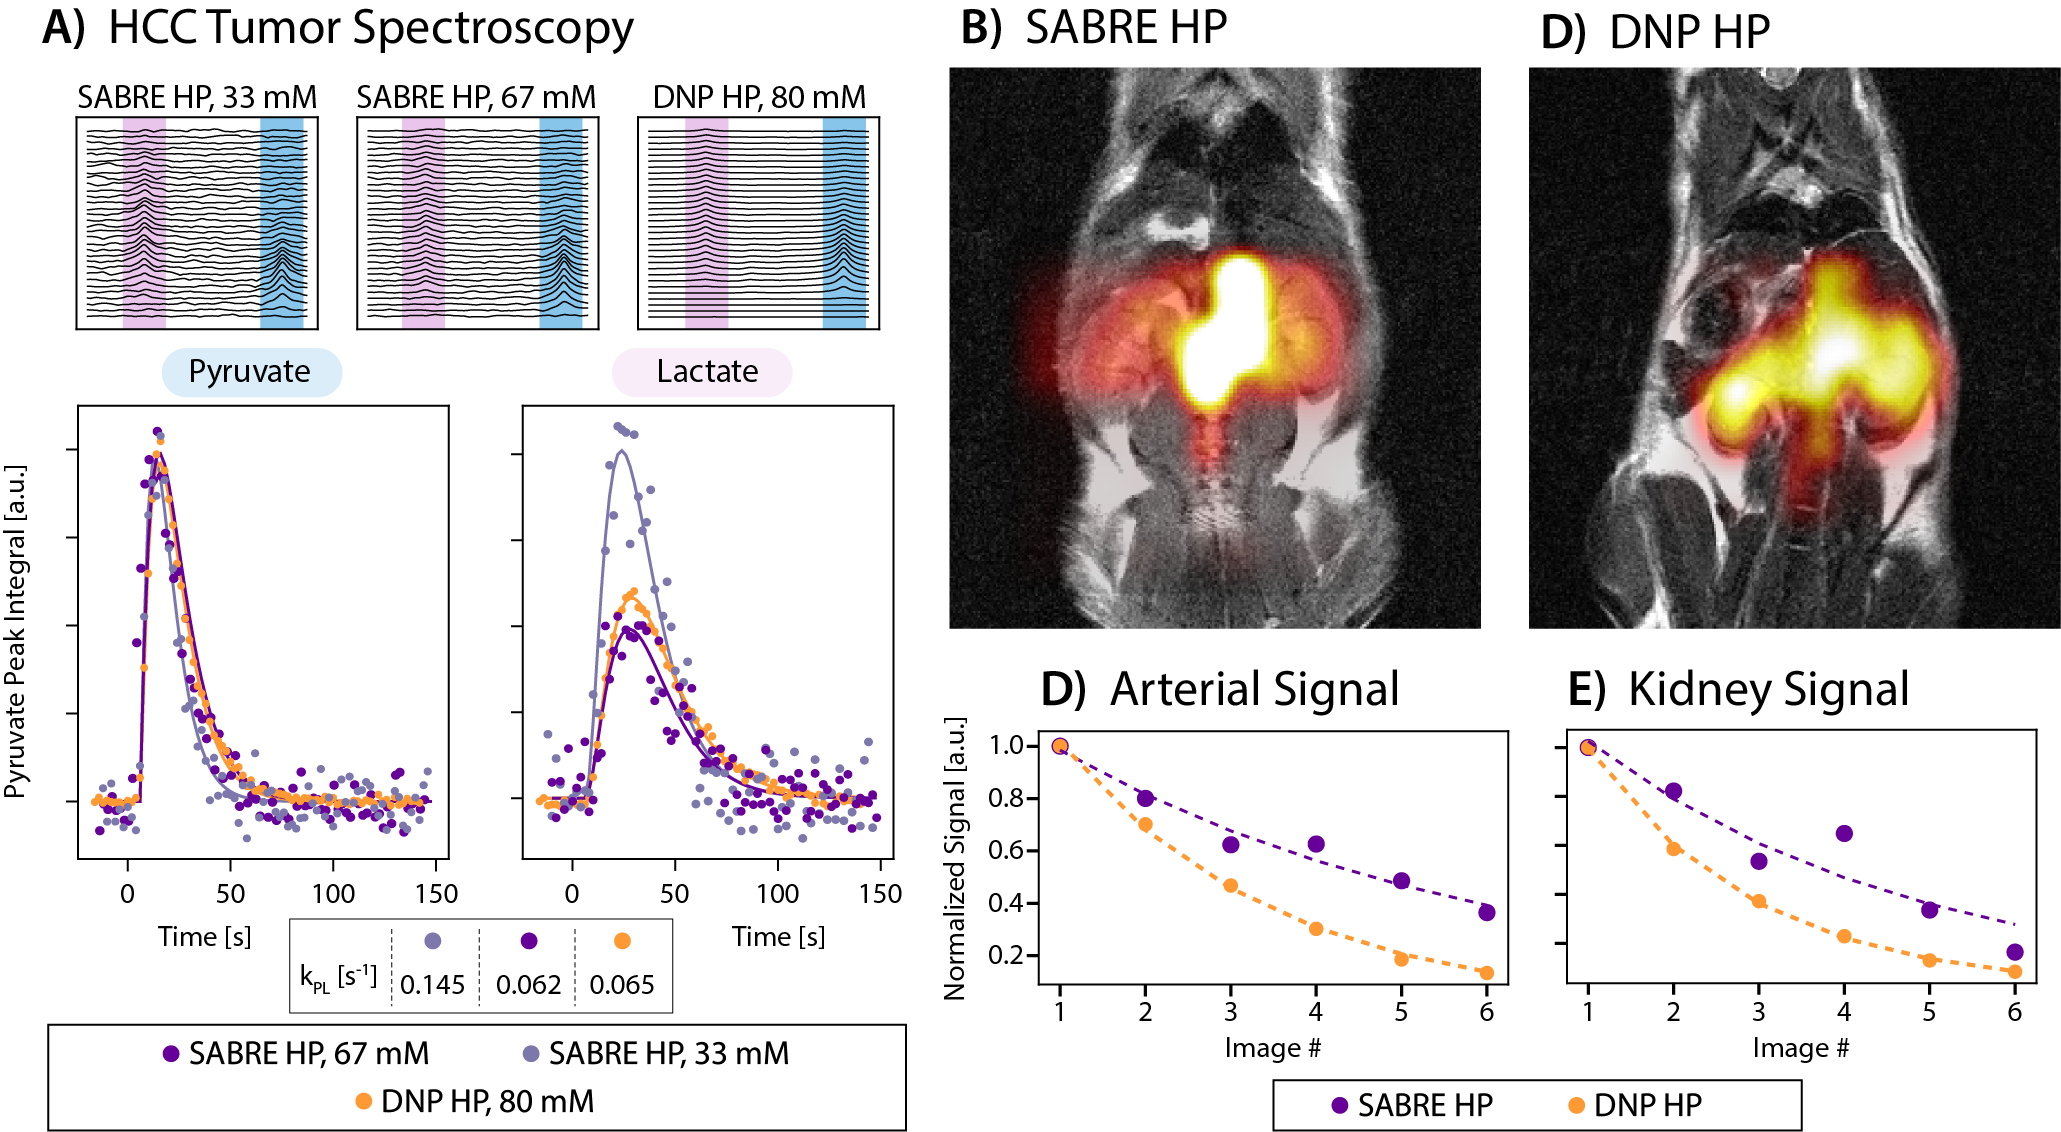 A) HCC Tumor Spectroscopy
SABRE HP, 33 mM
SABRE HP, 67 mM
DNP HP, 80 mM
Pyruvate
Lactate
Pyruvate Peak Integral [a.u.]
0 50 100 150
Time [s]
0 50 100 150
Time [s]
kPL [s-1] 0.145 0.062 0.065
SABRE HP, 67 mM
SABRE HP, 33 mM
DNP HP, 80 mM
B) SABRE HP
D) DNP HP
D) Arterial Signal
Normalized Signal [a.u.]
1.0
0.8
0.6
0.4
0.2
1 2 3 4 5 6
Image #
E) Kidney Signal
1 2 3 4 5 6
Image #
SABRE HP
DNP HP